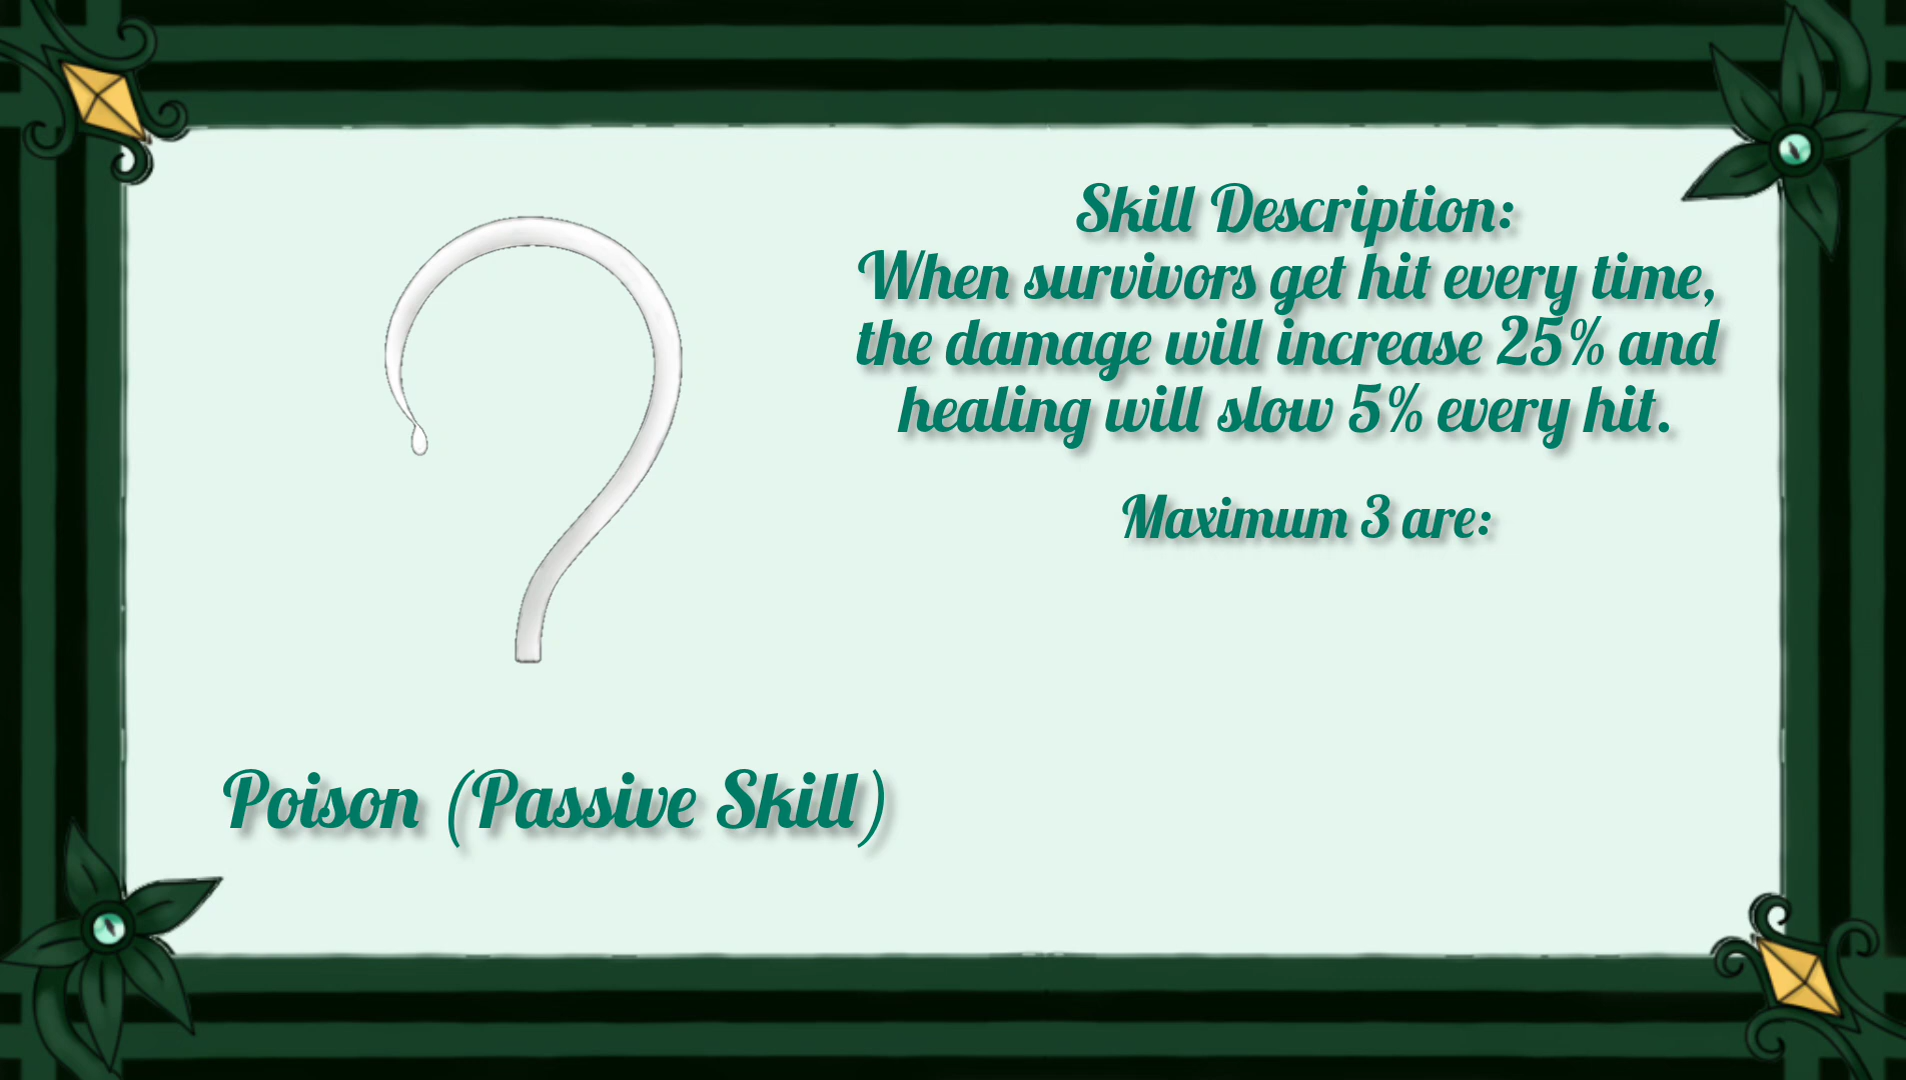 Skill Description:
When survivors get hit every time,
the damage will increase 25% and
healing will slow 5% every hit.
Maximum 3 are:
Poison (Passive Skill)